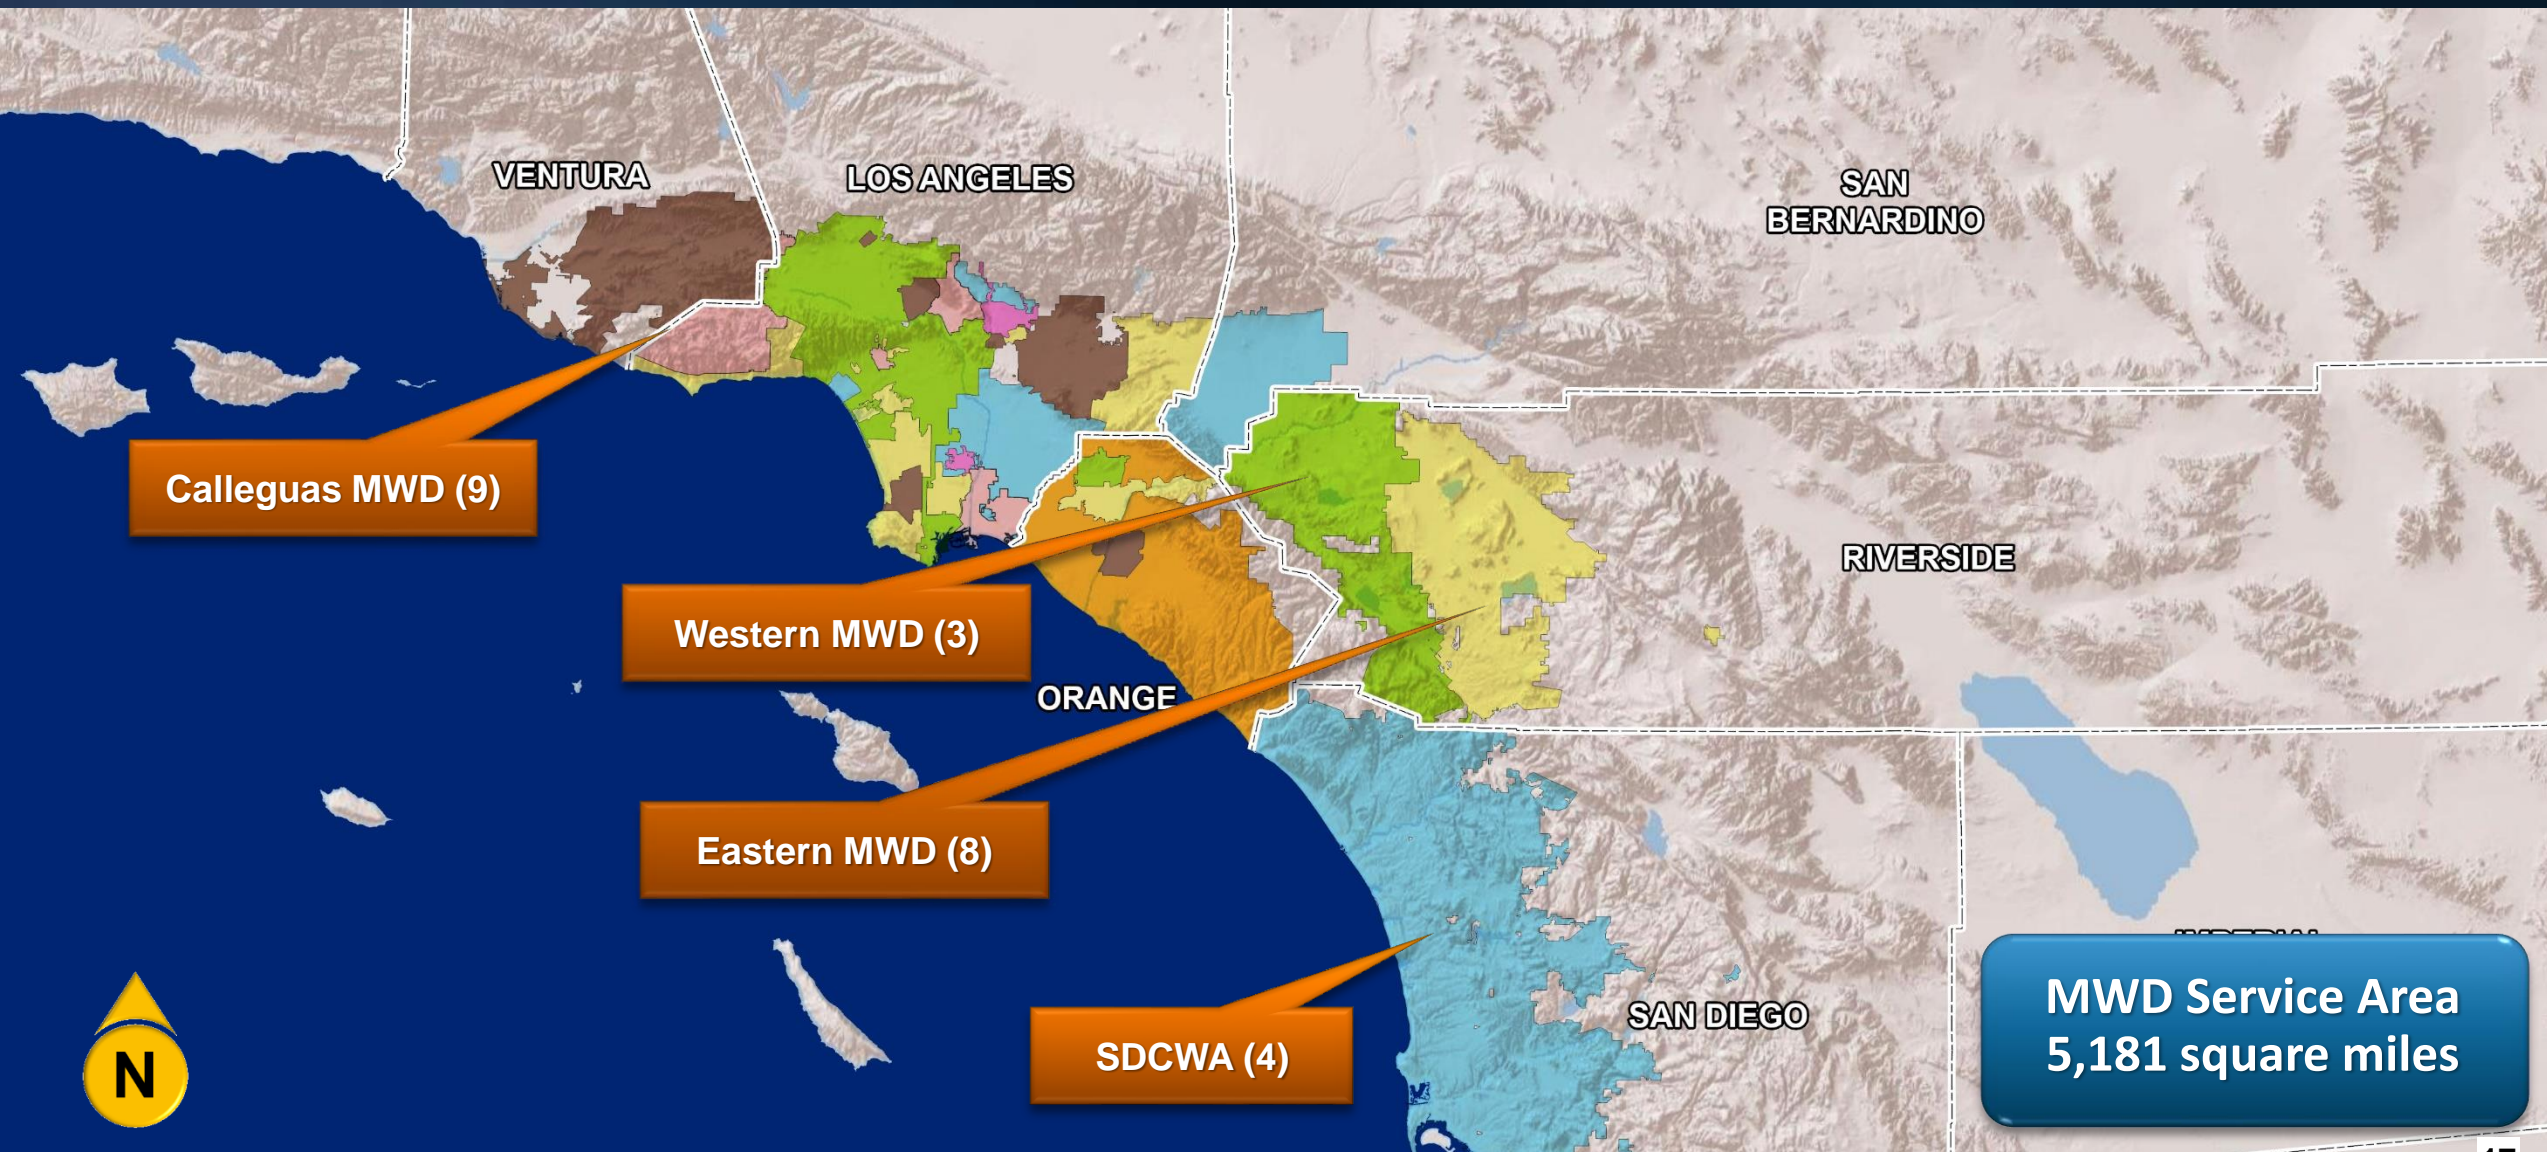 VENTURA
LOS ANGELES
SAN
BERNARDINO
Calleguas MWD (9)
RIVERSIDE
Western MWD (3)
ORANGE
Eastern MWD (8)
SAN DIEGO
MWD Service Area
5,181 square miles
SDCWA (4)
N